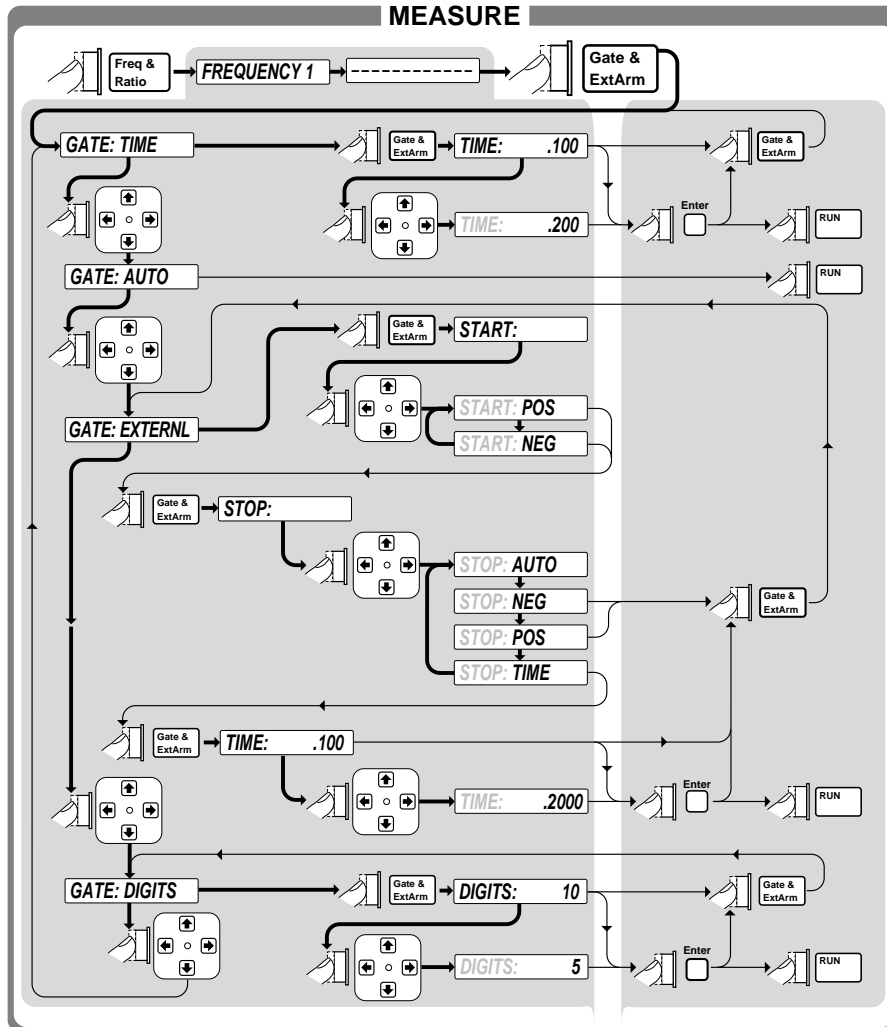 MEASURE
Freq &
Ratio
FREQUENCY 1
-------------
Gate &
ExtArm
GATE: TIME
Gate &
ExtArm
TIME: .100
Gate &
ExtArm
TIME: .200
Enter
RUN
GATE: AUTO
RUN
Gate &
ExtArm
START:
START: POS
GATE: EXTERNL
START: NEG
Gate &
ExtArm
STOP:
STOP: AUTO
STOP: NEG
Gate &
ExtArm
STOP: POS
STOP: TIME
Gate &
ExtArm
TIME: .100
TIME: .2000
Enter
RUN
GATE: DIGITS
Gate &
ExtArm
DIGITS: 10
Gate &
ExtArm
DIGITS: 5
Enter
RUN